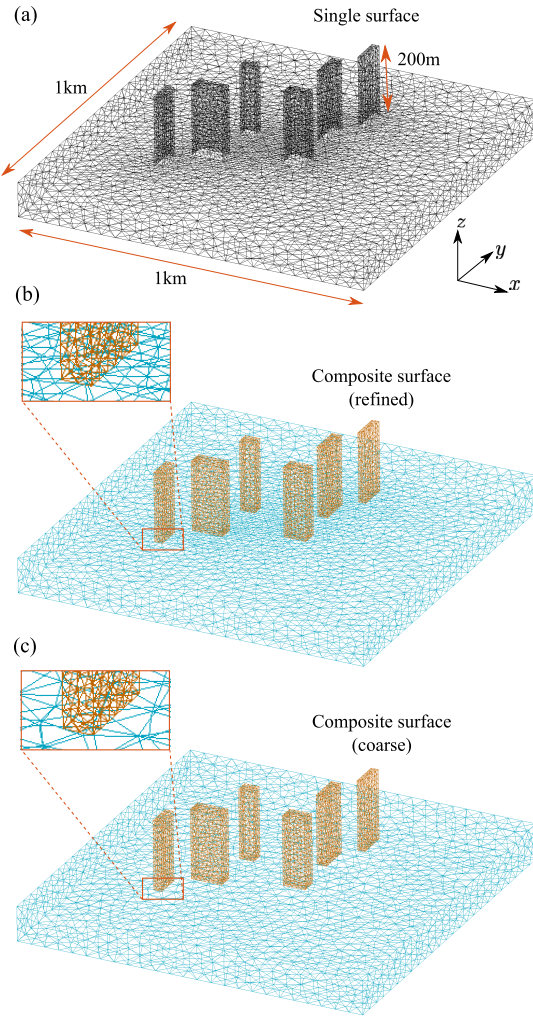 (a)
Single surface
200m
1km
1km
z
y
x
(b)
Composite surface
(refined)
(c)
Composite surface
(coarse)